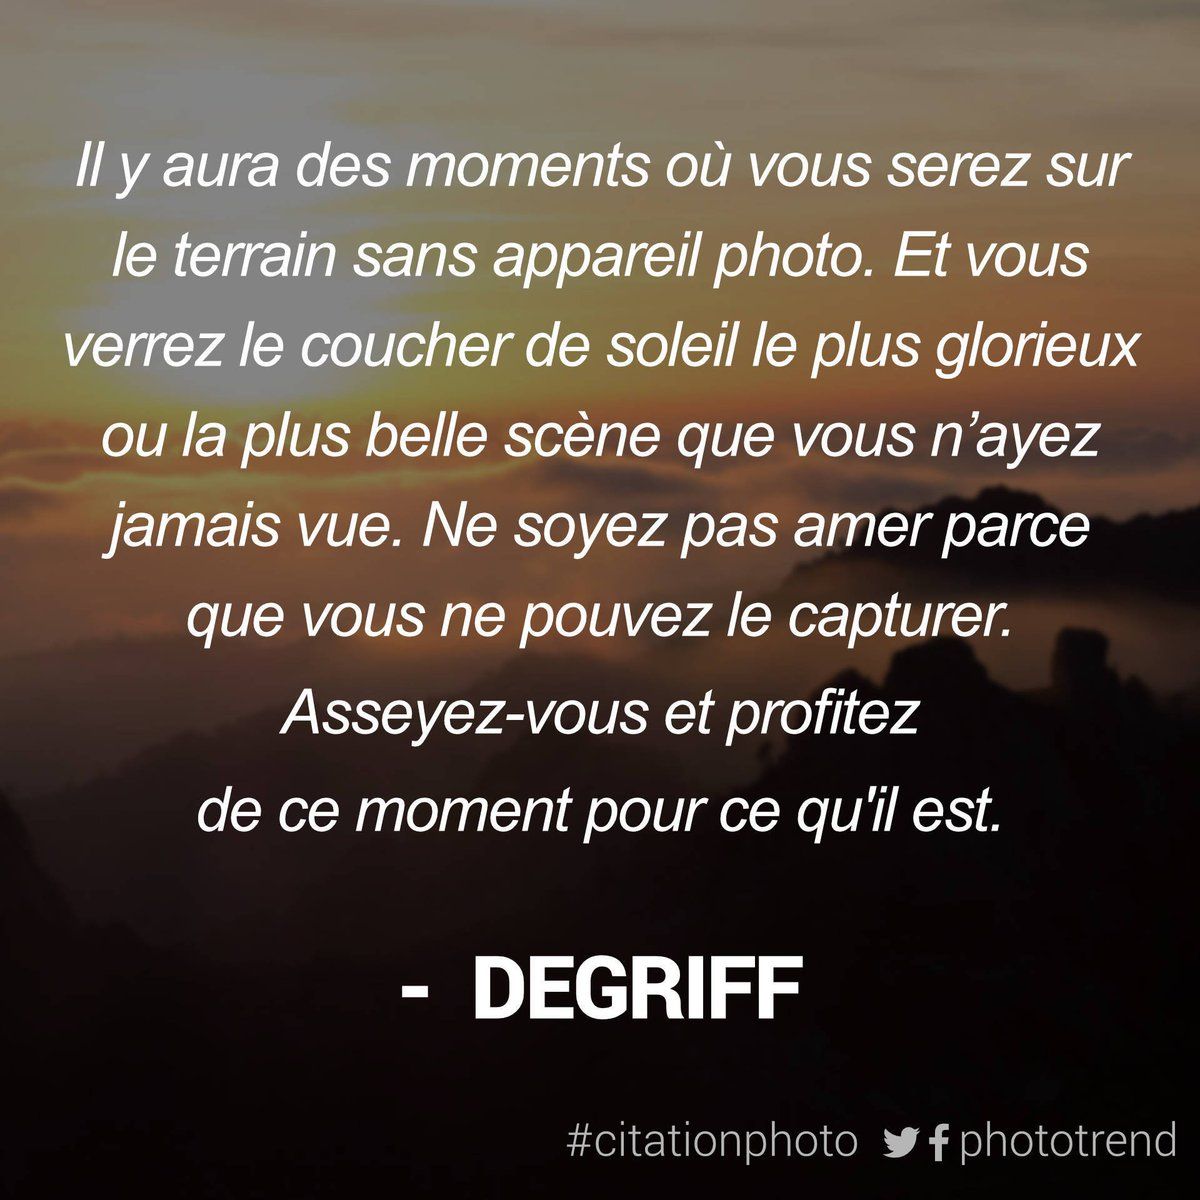 Il y aura des moments où vous serez sur
le terrain sans appareil photo. Et vous
verrez le coucher de soleil le plus glorieux
ou la plus belle scène que vous n’ayez
jamais vue. Ne soyez pas amer parce
que vous ne pouvez le capturer.
Asseyez-vous et profitez
de ce moment pour ce qu'il est.
- DEGRIFF
#citationphoto phototrend